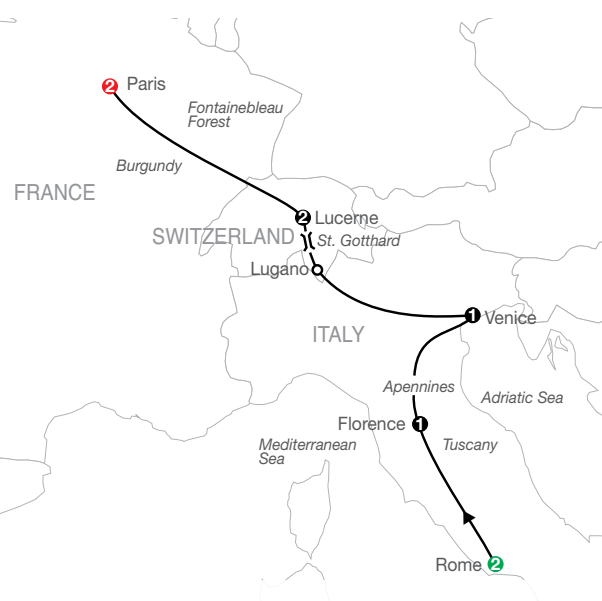 2 Paris
Fontainebleau
Forest
Burgundy
FRANCE
2 Lucerne
SWITZERLAND
St. Gotthard
Lugano
ITALY
1 Venice
Apennines
Adriatic Sea
Florence 1
Mediterranean
Sea
Tuscany
Rome 2